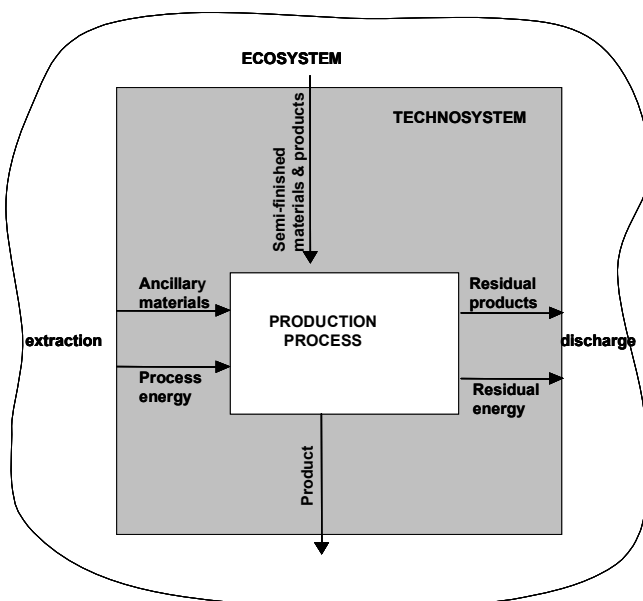 ECOSYSTEM
TECHNOSYSTEM
Semi-finished
materials & products
Ancillary
materials
Residual
products
PRODUCTION
PROCESS
extraction
discharge
Process
energy
Residual
energy
Product